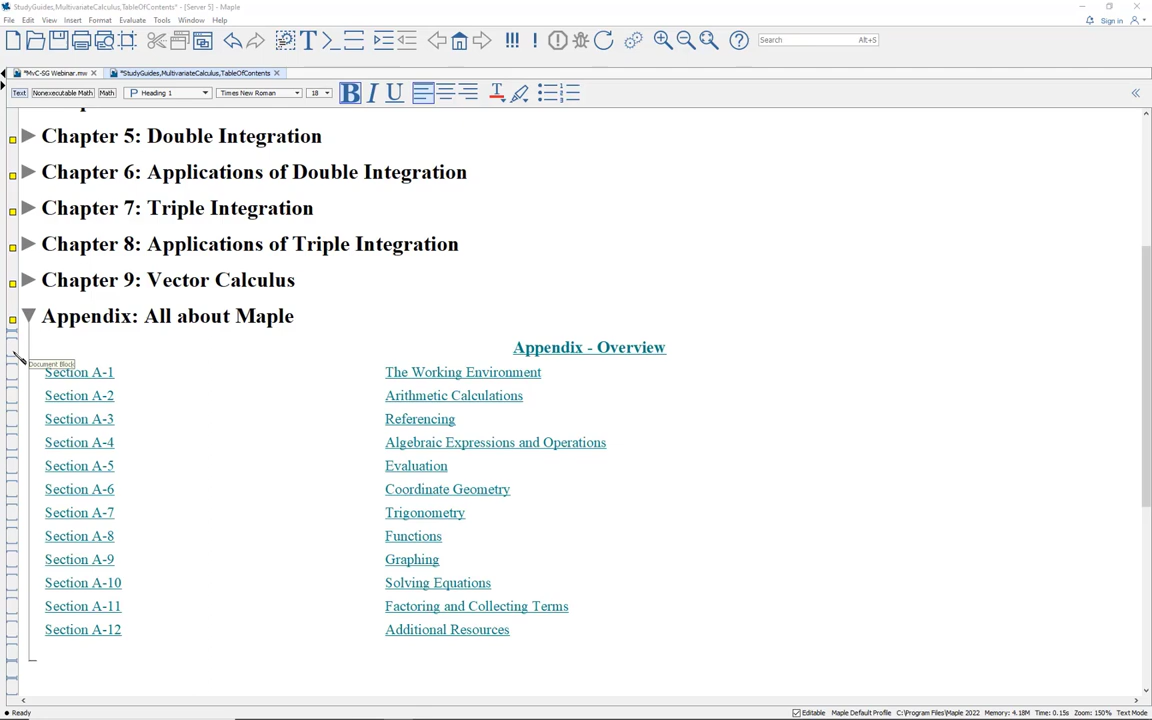 StudyGuides,MultivariateCalculus,TableOfContents* - [Server 5] - Maple
File Edit View Insert Format Evaluate Tools Window Help
Sign in
Search Alt+S
*MvC-SG Webinar.mw *StudyGuides,MultivariateCalculus,TableOfContents
Text Nonexecutable Math Math P Heading 1 Times New Roman 18
Chapter 5: Double Integration
Chapter 6: Applications of Double Integration
Chapter 7: Triple Integration
Chapter 8: Applications of Triple Integration
Chapter 9: Vector Calculus
Appendix: All about Maple
Appendix - Overview
Document Block
Section A-1 The Working Environment
Section A-2 Arithmetic Calculations
Section A-3 Referencing
Section A-4 Algebraic Expressions and Operations
Section A-5 Evaluation
Section A-6 Coordinate Geometry
Section A-7 Trigonometry
Section A-8 Functions
Section A-9 Graphing
Section A-10 Solving Equations
Section A-11 Factoring and Collecting Terms
Section A-12 Additional Resources
Ready Editable Maple Default Profile C:\Program Files\Maple 2022 Memory: 4.18M Time: 0.15s Zoom: 150% Text Mode